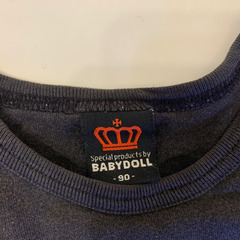 Special products by
BABYDOLL
- 90 -